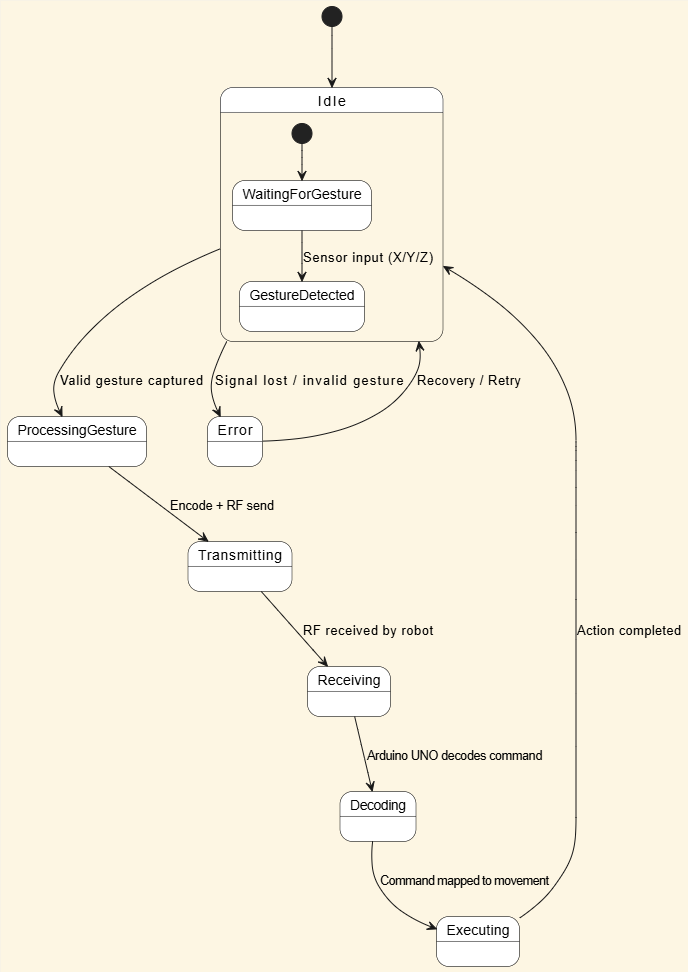 Idle
WaitingForGesture
Sensor input (X/Y/Z)
GestureDetected
Valid gesture captured
Signal lost / invalid gesture
Recovery / Retry
ProcessingGesture
Error
Encode + RF send
Transmitting
RF received by robot
Action completed
Receiving
Arduino UNO decodes command
Decoding
Command mapped to movement
Executing